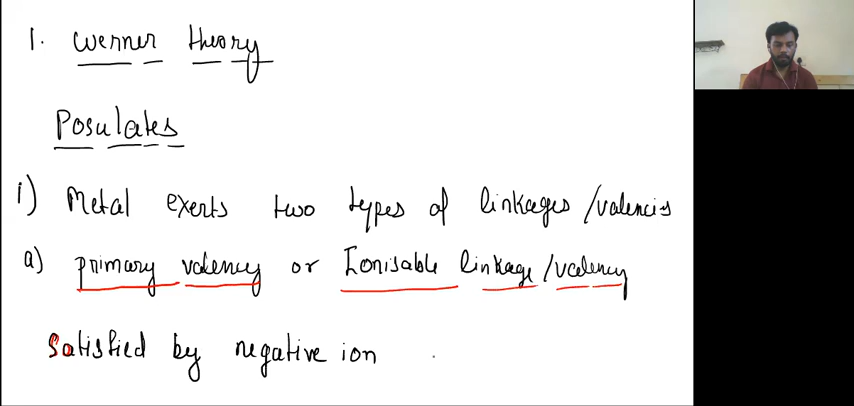 1. Werner theory
Posulates
1) Metal exerts two types of linkages/valencies
a) primary valency or Ionisable linkage/valency
Satisfied by negative ion